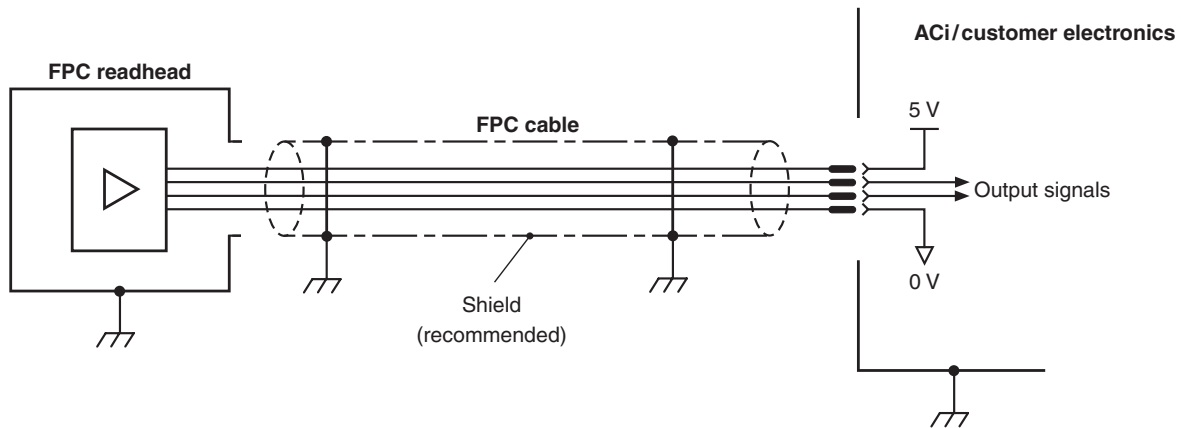 ACi/customer electronics
FPC readhead
5 V
FPC cable
Output signals
0 V
Shield
(recommended)